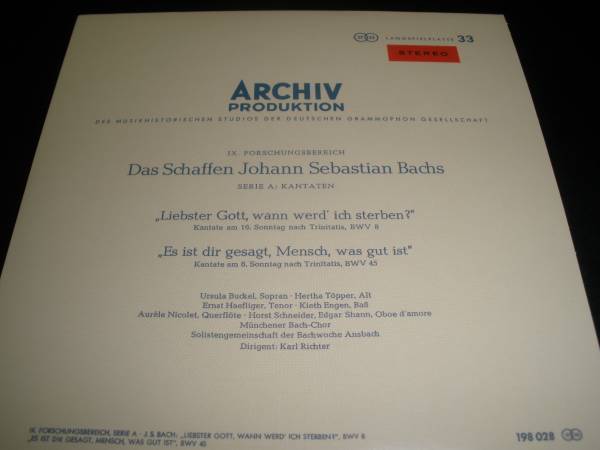 LANGSPIELPLATTE 33
STEREO
ARCHIV
PRODUKTION
DES MUSIKHISTORISCHEN STUDIOS DER DEUTSCHEN GRAMMOPHON GESELLSCHAFT
IX. FORSCHUNGSBEREICH
Das Schaffen Johann Sebastian Bachs
SERIE A: KANTATEN
„Liebster Gott, wann werd' ich sterben?"
Kantate am 16. Sonntag nach Trinitatis, BWV 8
„Es ist dir gesagt, Mensch, was gut ist"
Kantate am 8. Sonntag nach Trinitatis, BWV 45
Ursula Buckel, Sopran · Hertha Töpper, Alt
Ernst Haefliger, Tenor · Kieth Engen, Baß
Aurèle Nicolet, Querflöte · Horst Schneider, Edgar Shann, Oboe d'amore
Münchener Bach-Chor
Solistengemeinschaft der Bachwoche Ansbach
Dirigent: Karl Richter
IX. FORSCHUNGSBEREICH, SERIE A · J. S. BACH: „LIEBSTER GOTT, WANN WERD' ICH STERBEN?", BWV 8
„ES IST DIR GESAGT, MENSCH, WAS GUT IST", BWV 45
198 028